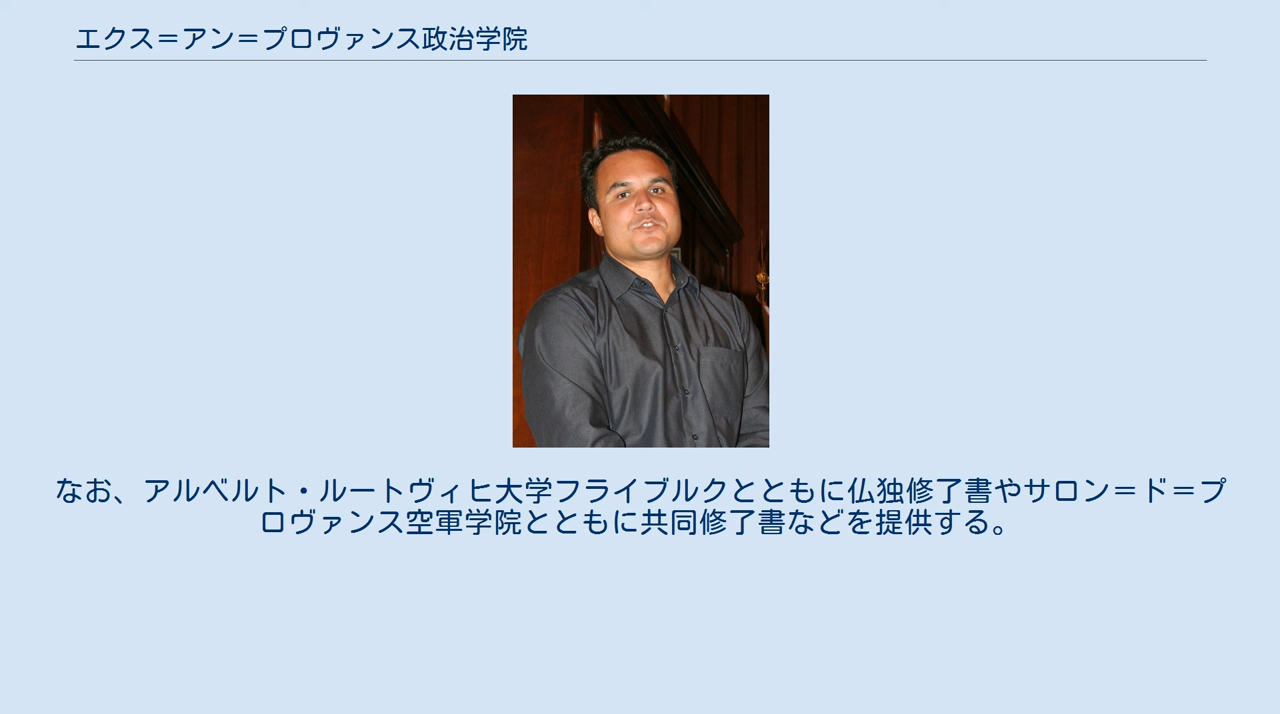 エクス＝アン＝プロヴァンス政治学院
なお、アルベルト・ルートヴィヒ大学フライブルクとともに仏独修了書やサロン＝ド＝プ
ロヴァンス空軍学院とともに共同修了書などを提供する。